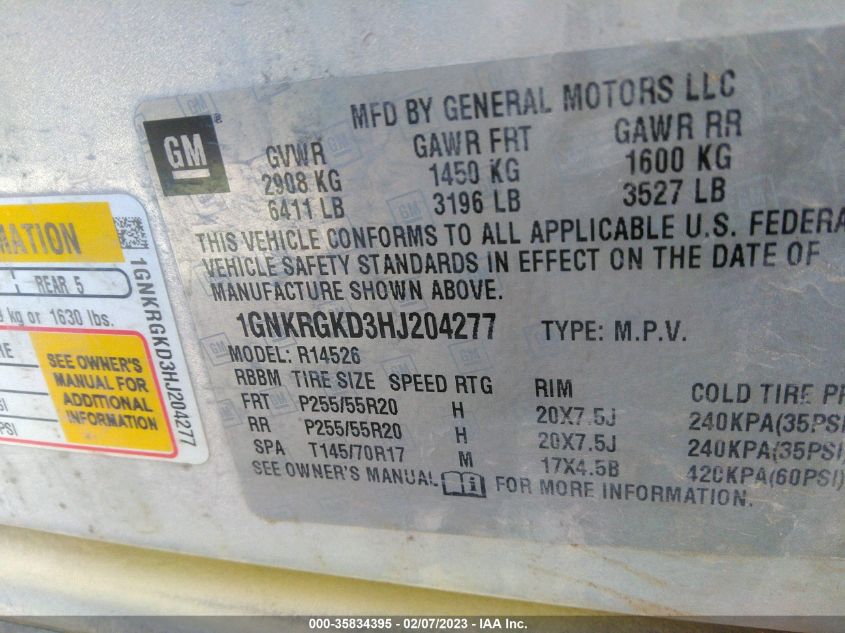 MFD BY GENERAL MOTORS LLC
GM
GVWR GAWR FRT GAWR RR
2908 KG 1450 KG 1600 KG
6411 LB 3196 LB 3527 LB
THIS VEHICLE CONFORMS TO ALL APPLICABLE U.S. FEDERA
VEHICLE SAFETY STANDARDS IN EFFECT ON THE DATE OF
MANUFACTURE SHOWN ABOVE.
1GNKRGKD3HJ204277 TYPE: M.P.V.
MODEL: R14526
RBBM TIRE SIZE SPEED RTG RIM COLD TIRE PR
FRT P255/55R20 H 20X7.5J 240KPA(35PSI
RR P255/55R20 H 20X7.5J 240KPA(35PSI
SPA T145/70R17 M 17X4.5B 420KPA(60PSI)
SEE OWNER'S MANUAL FOR MORE INFORMATION.
MATION
REAR 5
kg or 1630 lbs.
SEE OWNER'S
MANUAL FOR
ADDITIONAL
INFORMATION
PSI
1GNKRGKD3HJ204277
000-35834395 - 02/07/2023 - IAA Inc.